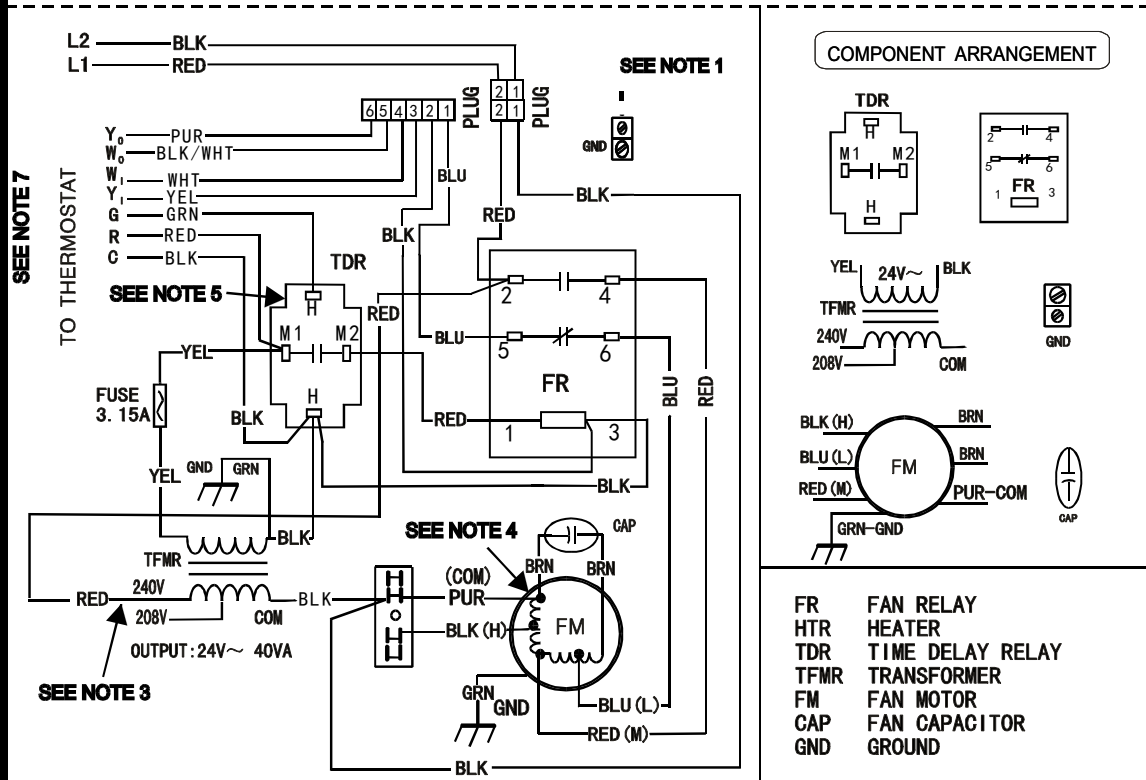 L2 BLK
L1 RED
SEE NOTE 1
6 5 4 3 2 1
PLUG
2 1
2 1
PLUG
GND
Y0 PUR
W0 BLK/WHT
W1 WHT
Y1 YEL
G GRN
R RED
C BLK
SEE NOTE 7
TO THERMOSTAT
BLU
BLK
RED
BLK
TDR
SEE NOTE 5
H
M1 M2
H
RED
2 4
BLU
5 6
FR
RED
1 3
BLU
RED
YEL
FUSE
3.15A
BLK
YEL
GND GRN
BLK
BLK
TFMR
240V
RED
208V
COM
BLK
OUTPUT:24V～ 40VA
SEE NOTE 3
SEE NOTE 4
CAP
BRN
BRN
(COM)
PUR
BLK(H)
FM
GRN
GND
BLU(L)
RED(M)
BLK
COMPONENT ARRANGEMENT
TDR
H
M1 M2
H
2 4
5 6
FR
1 3
YEL 24V～ BLK
TFMR
240V
208V
COM
GND
BLK(H)
BLU(L)
RED(M)
FM
BRN
BRN
PUR-COM
GRN-GND
CAP
FR FAN RELAY
HTR HEATER
TDR TIME DELAY RELAY
TFMR TRANSFORMER
FM FAN MOTOR
CAP FAN CAPACITOR
GND GROUND